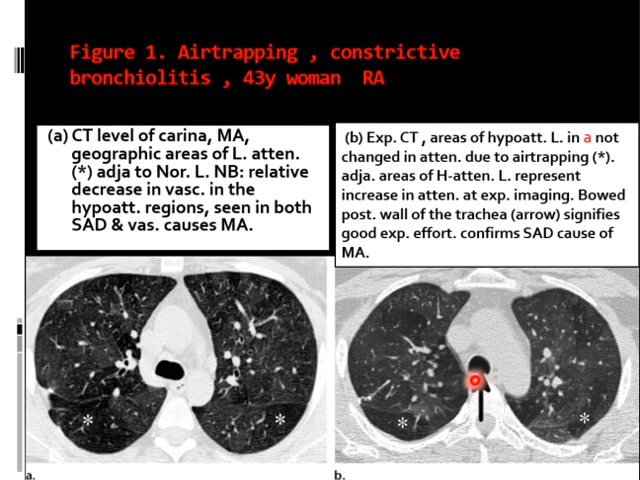 Figure 1. Airtrapping , constrictive
bronchiolitis , 43y woman  RA
(a) CT level of carina, MA,
geographic areas of L. atten.
(*) adja to Nor. L. NB: relative
decrease in vasc. in the
hypoatt. regions, seen in both
SAD & vas. causes MA.
(b) Exp. CT , areas of hypoatt. L. in a not
changed in atten. due to airtrapping (*).
adja. areas of H-atten. L. represent
increase in atten. at exp. imaging. Bowed
post. wall of the trachea (arrow) signifies
good exp. effort. confirms SAD cause of
MA.
* * * *
a. b.